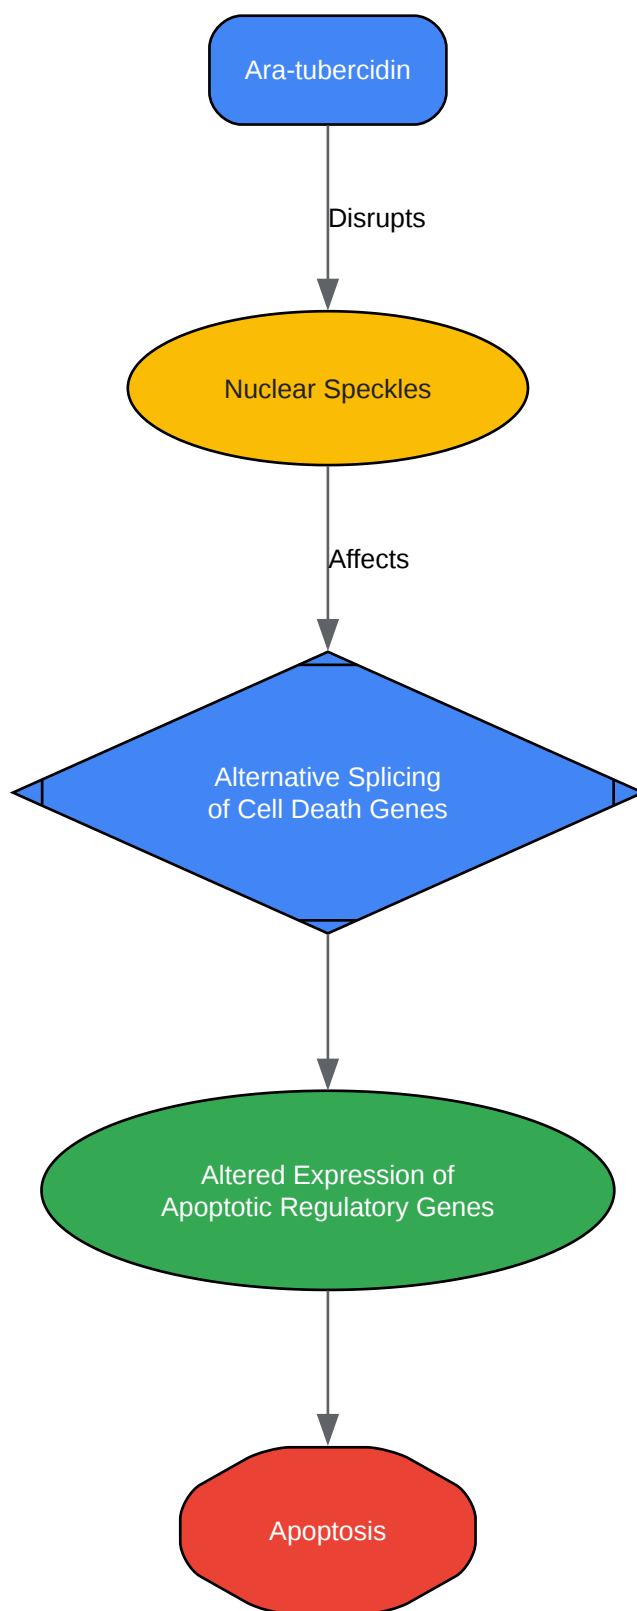 Ara-tubercidin
Disrupts
Nuclear Speckles
Affects
Alternative Splicing
of Cell Death Genes
Altered Expression of
Apoptotic Regulatory Genes
Apoptosis